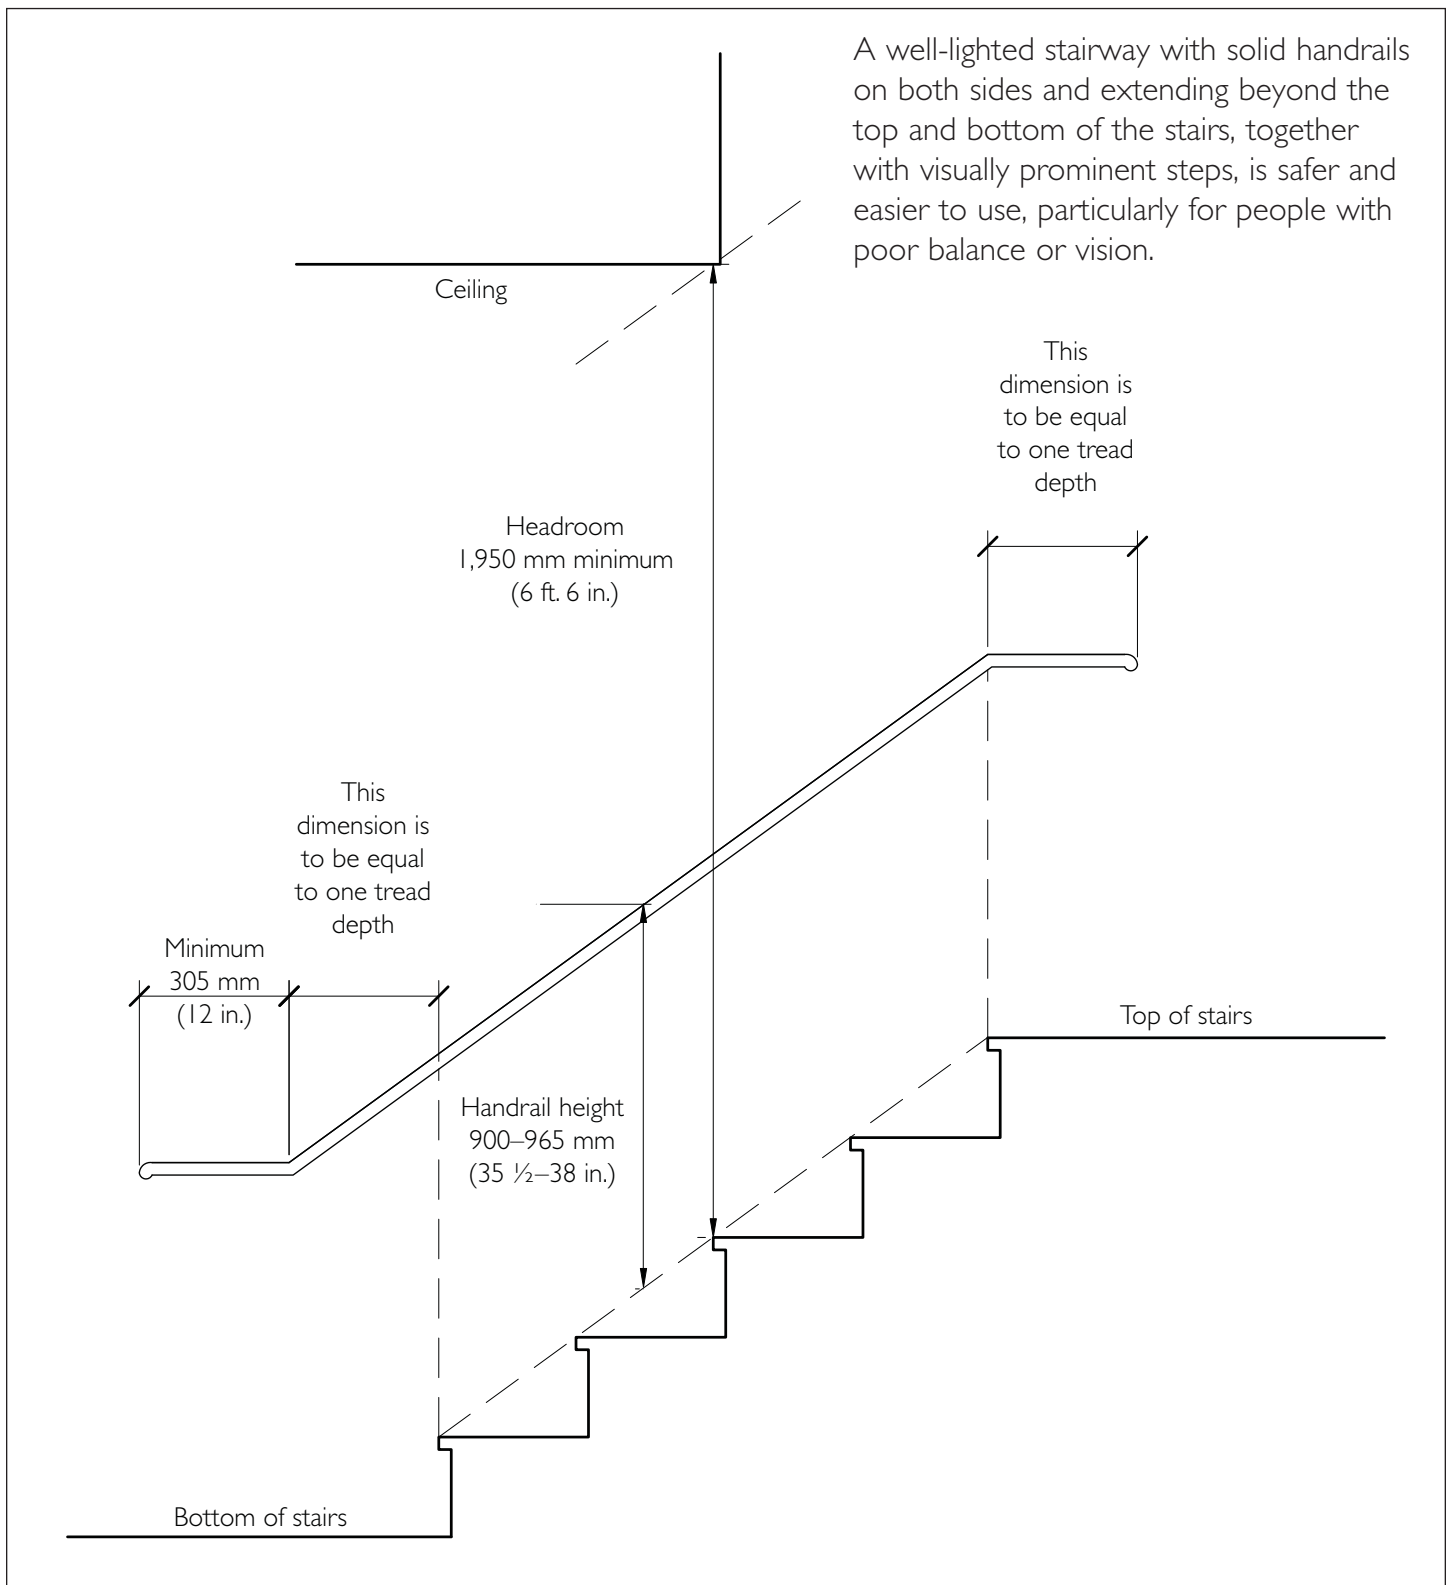 A well-lighted stairway with solid handrails
on both sides and extending beyond the
top and bottom of the stairs, together
with visually prominent steps, is safer and
easier to use, particularly for people with
poor balance or vision.
Ceiling
This
dimension is
to be equal
to one tread
depth
Headroom
1,950 mm minimum
(6 ft. 6 in.)
This
dimension is
to be equal
to one tread
depth
Minimum
305 mm
(12 in.)
Top of stairs
Handrail height
900–965 mm
(35 ½–38 in.)
Bottom of stairs